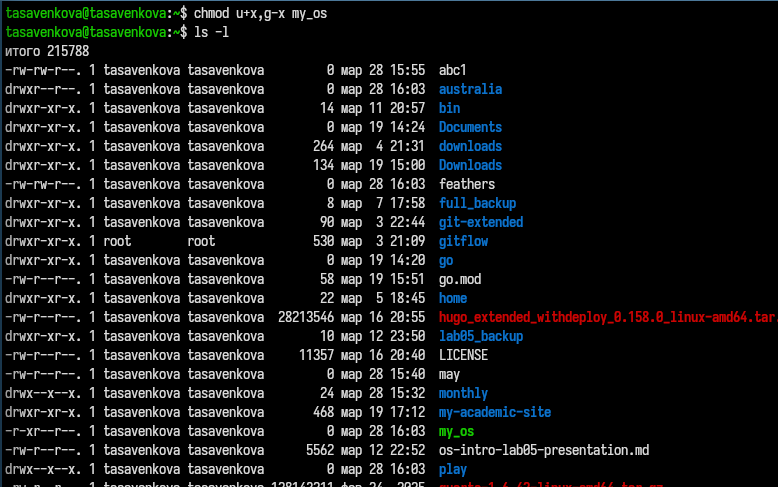 tasavenkova@tasavenkova:~$ chmod u+x,g-x my_os
tasavenkova@tasavenkova:~$ ls -l
итого 215788
-rw-rw-r--. 1 tasavenkova tasavenkova 0 мар 28 15:55 abc1
drwxr--r--. 1 tasavenkova tasavenkova 0 мар 28 16:03 australia
drwxr-xr-x. 1 tasavenkova tasavenkova 14 мар 11 20:57 bin
drwxr-xr-x. 1 tasavenkova tasavenkova 0 мар 19 14:24 Documents
drwxr-xr-x. 1 tasavenkova tasavenkova 264 мар 4 21:31 downloads
drwxr-xr-x. 1 tasavenkova tasavenkova 134 мар 19 15:00 Downloads
-rw-rw-r--. 1 tasavenkova tasavenkova 0 мар 28 16:03 feathers
drwxr-xr-x. 1 tasavenkova tasavenkova 8 мар 7 17:58 full_backup
drwxr-xr-x. 1 tasavenkova tasavenkova 90 мар 3 22:44 git-extended
drwxr-xr-x. 1 root root 530 мар 3 21:09 gitflow
drwxr-xr-x. 1 tasavenkova tasavenkova 0 мар 19 14:20 go
-rw-r--r--. 1 tasavenkova tasavenkova 58 мар 19 15:51 go.mod
drwxr-xr-x. 1 tasavenkova tasavenkova 22 мар 5 18:45 home
-rw-r--r--. 1 tasavenkova tasavenkova 28213546 мар 16 20:55 hugo_extended_withdeploy_0.158.0_linux-amd64.tar.
drwxr-xr-x. 1 tasavenkova tasavenkova 10 мар 12 23:50 lab05_backup
-rw-r--r--. 1 tasavenkova tasavenkova 11357 мар 16 20:40 LICENSE
-rw-r--r--. 1 tasavenkova tasavenkova 0 мар 28 15:40 may
drwx--x--x. 1 tasavenkova tasavenkova 24 мар 28 15:32 monthly
drwxr-xr-x. 1 tasavenkova tasavenkova 468 мар 19 17:12 my-academic-site
-r-xr--r--. 1 tasavenkova tasavenkova 0 мар 28 16:03 my_os
-rw-r--r--. 1 tasavenkova tasavenkova 5562 мар 12 22:52 os-intro-lab05-presentation.md
drwx--x--x. 1 tasavenkova tasavenkova 0 мар 28 16:03 play